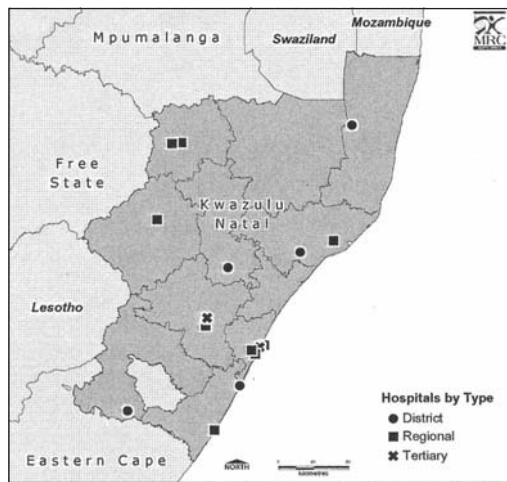 Mozambique
Mpumalanga
Swaziland
MRC
Free
State
Kwazulu
Natal
Lesotho
Hospitals by Type
District
Regional
Tertiary
Eastern Cape
NORTH